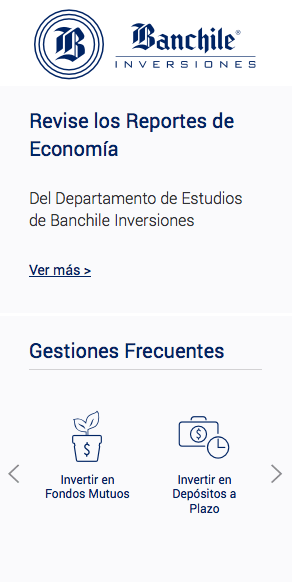 B
Banchile®
INVERSIONES
Revise los Reportes de
Economía
Del Departamento de Estudios
de Banchile Inversiones
Ver más >
Gestiones Frecuentes
$
Invertir en
Fondos Mutuos
$
Invertir en
Depósitos a
Plazo